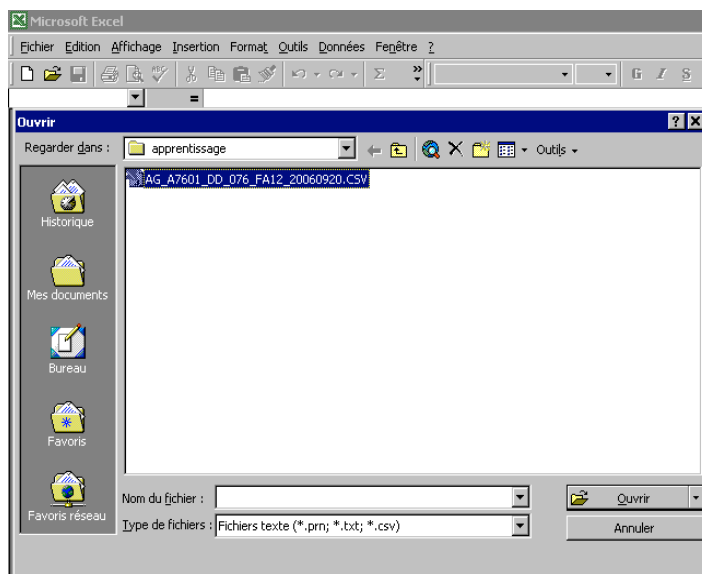 Microsoft Excel
Fichier Edition Affichage Insertion Format Outils Données Fenêtre ?
Σ » G I S
=
Ouvrir ? X
Regarder dans : apprentissage Outils
AG_A7601_DD_076_FA12_20060920.CSV
Historique
Mes documents
Bureau
Favoris
Favoris réseau
Nom du fichier : Ouvrir
Type de fichiers : Fichiers texte (*.prn; *.txt; *.csv) Annuler